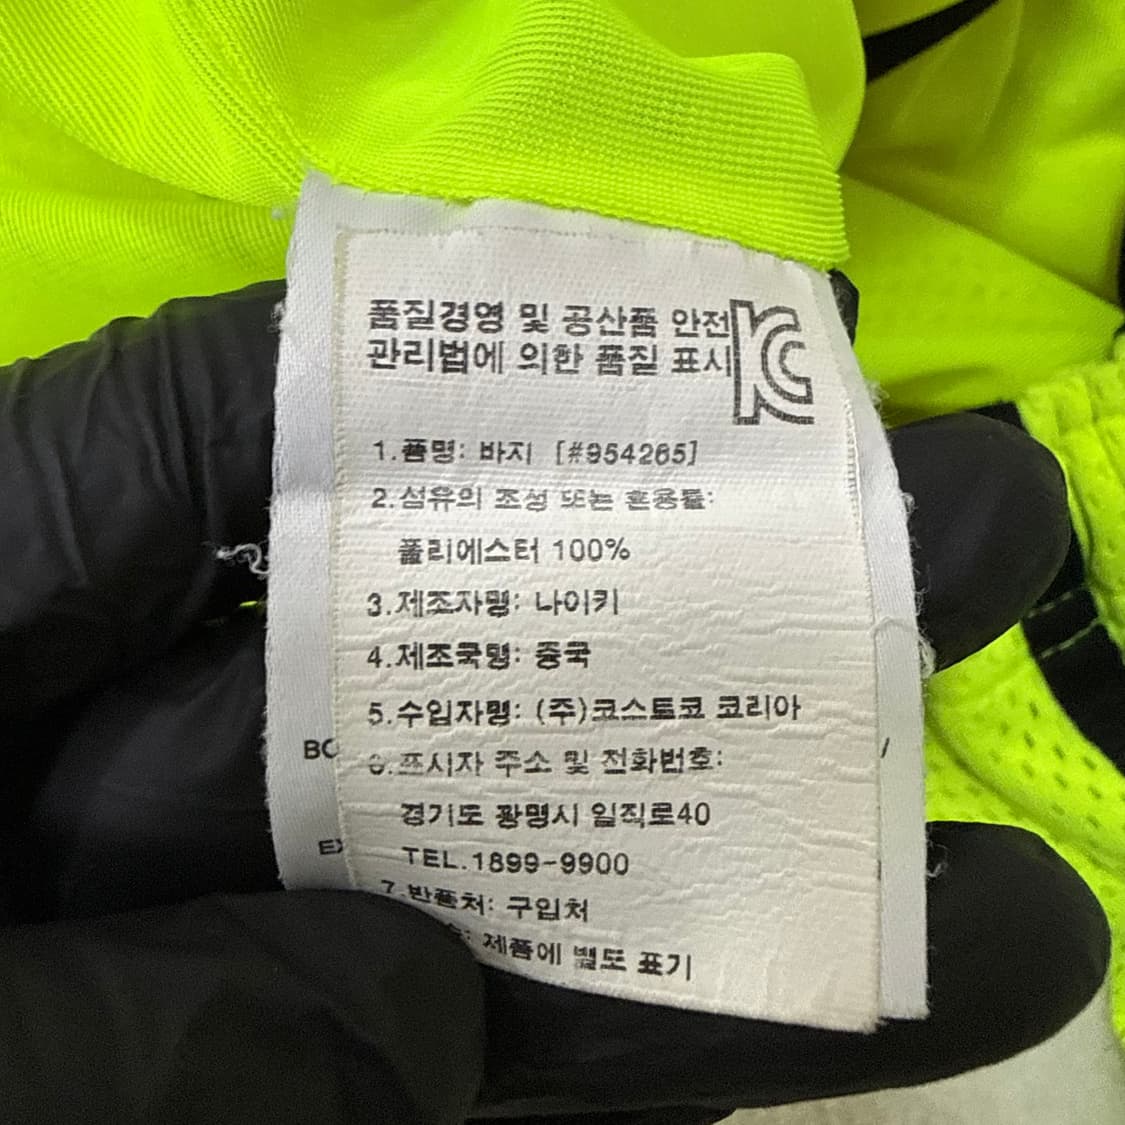 품질경영 및 공산품 안전
관리법에 의한 품질 표시
KC
1.품명: 바지 [#954265]
2.섬유의 조성 또는 혼용률:
폴리에스터 100%
3.제조자명: 나이키
4.제조국명: 중국
5.수입자명: (주)코스트코 코리아
6.표시자 주소 및 전화번호:
경기도 광명시 일직로40
TEL.1899-9900
7.반품처: 구입처
제품에 별도 표기